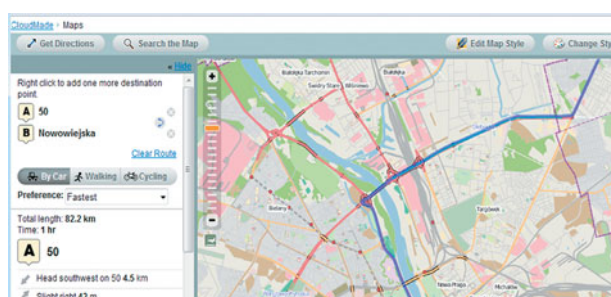 CloudMade > Maps
Get Directions
Search the Map
Edit Map Style
Change Sty
« Hide
Right click to add one more destination
point.
A 50
B Nowowiejska
Clear Route
By Car
Walking
Cycling
Preference: Fastest
Total length: 82.2 km
Time: 1 hr
A 50
Head southwest on 50 4.5 km
Slight right 42 m
Białołęka
Bielany
Targówek
Michałów